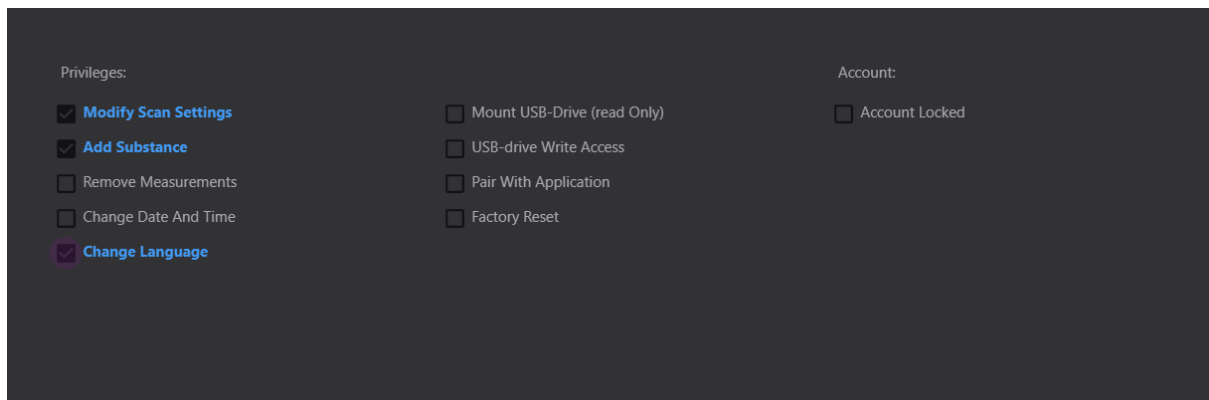 Privileges:
Account:
Modify Scan Settings
Mount USB-Drive (read Only)
Account Locked
Add Substance
USB-drive Write Access
Remove Measurements
Pair With Application
Change Date And Time
Factory Reset
Change Language